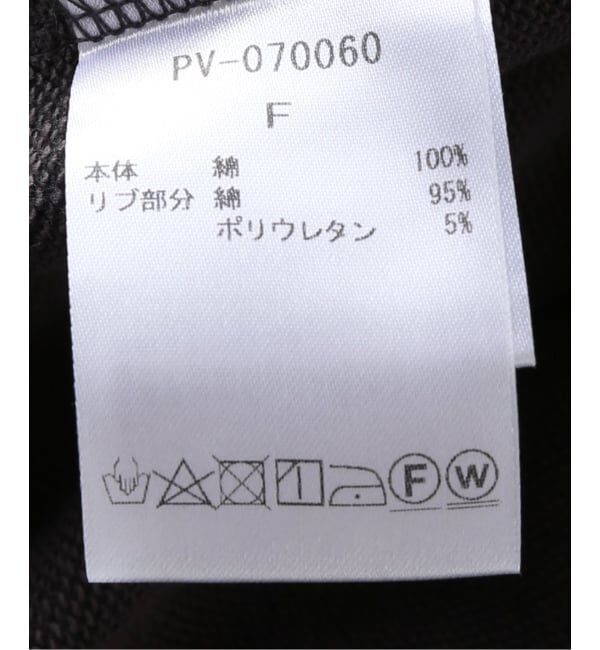 PV-070060
F
本体 綿 100%
リブ部分 綿 95%
ポリウレタン 5%
F W